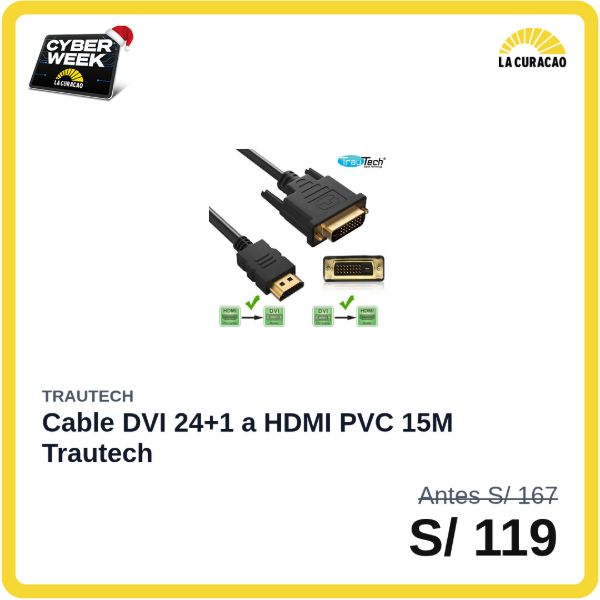 CYBER
WEEK
LA CURACAO
LA CURACAO
TrauTech®
HDMI
DVI
DVI
HDMI
TRAUTECH
Cable DVI 24+1 a HDMI PVC 15M
Trautech
Antes S/ 167
S/ 119